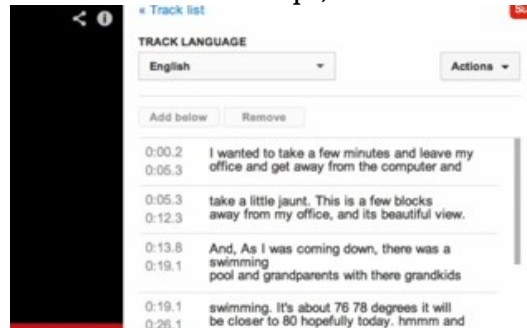 « Track list
TRACK LANGUAGE
English
Actions
Add below
Remove
0:00.2
I wanted to take a few minutes and leave my
0:05.3
office and get away from the computer and
0:05.3
take a little jaunt. This is a few blocks
0:12.3
away from my office, and its beautiful view.
0:13.8
And, As I was coming down, there was a
swimming
0:19.1
pool and grandparents with there grandkids
0:19.1
swimming. It's about 76 78 degrees it will
0:26.1
be closer to 80 hopefully today. hmmm and